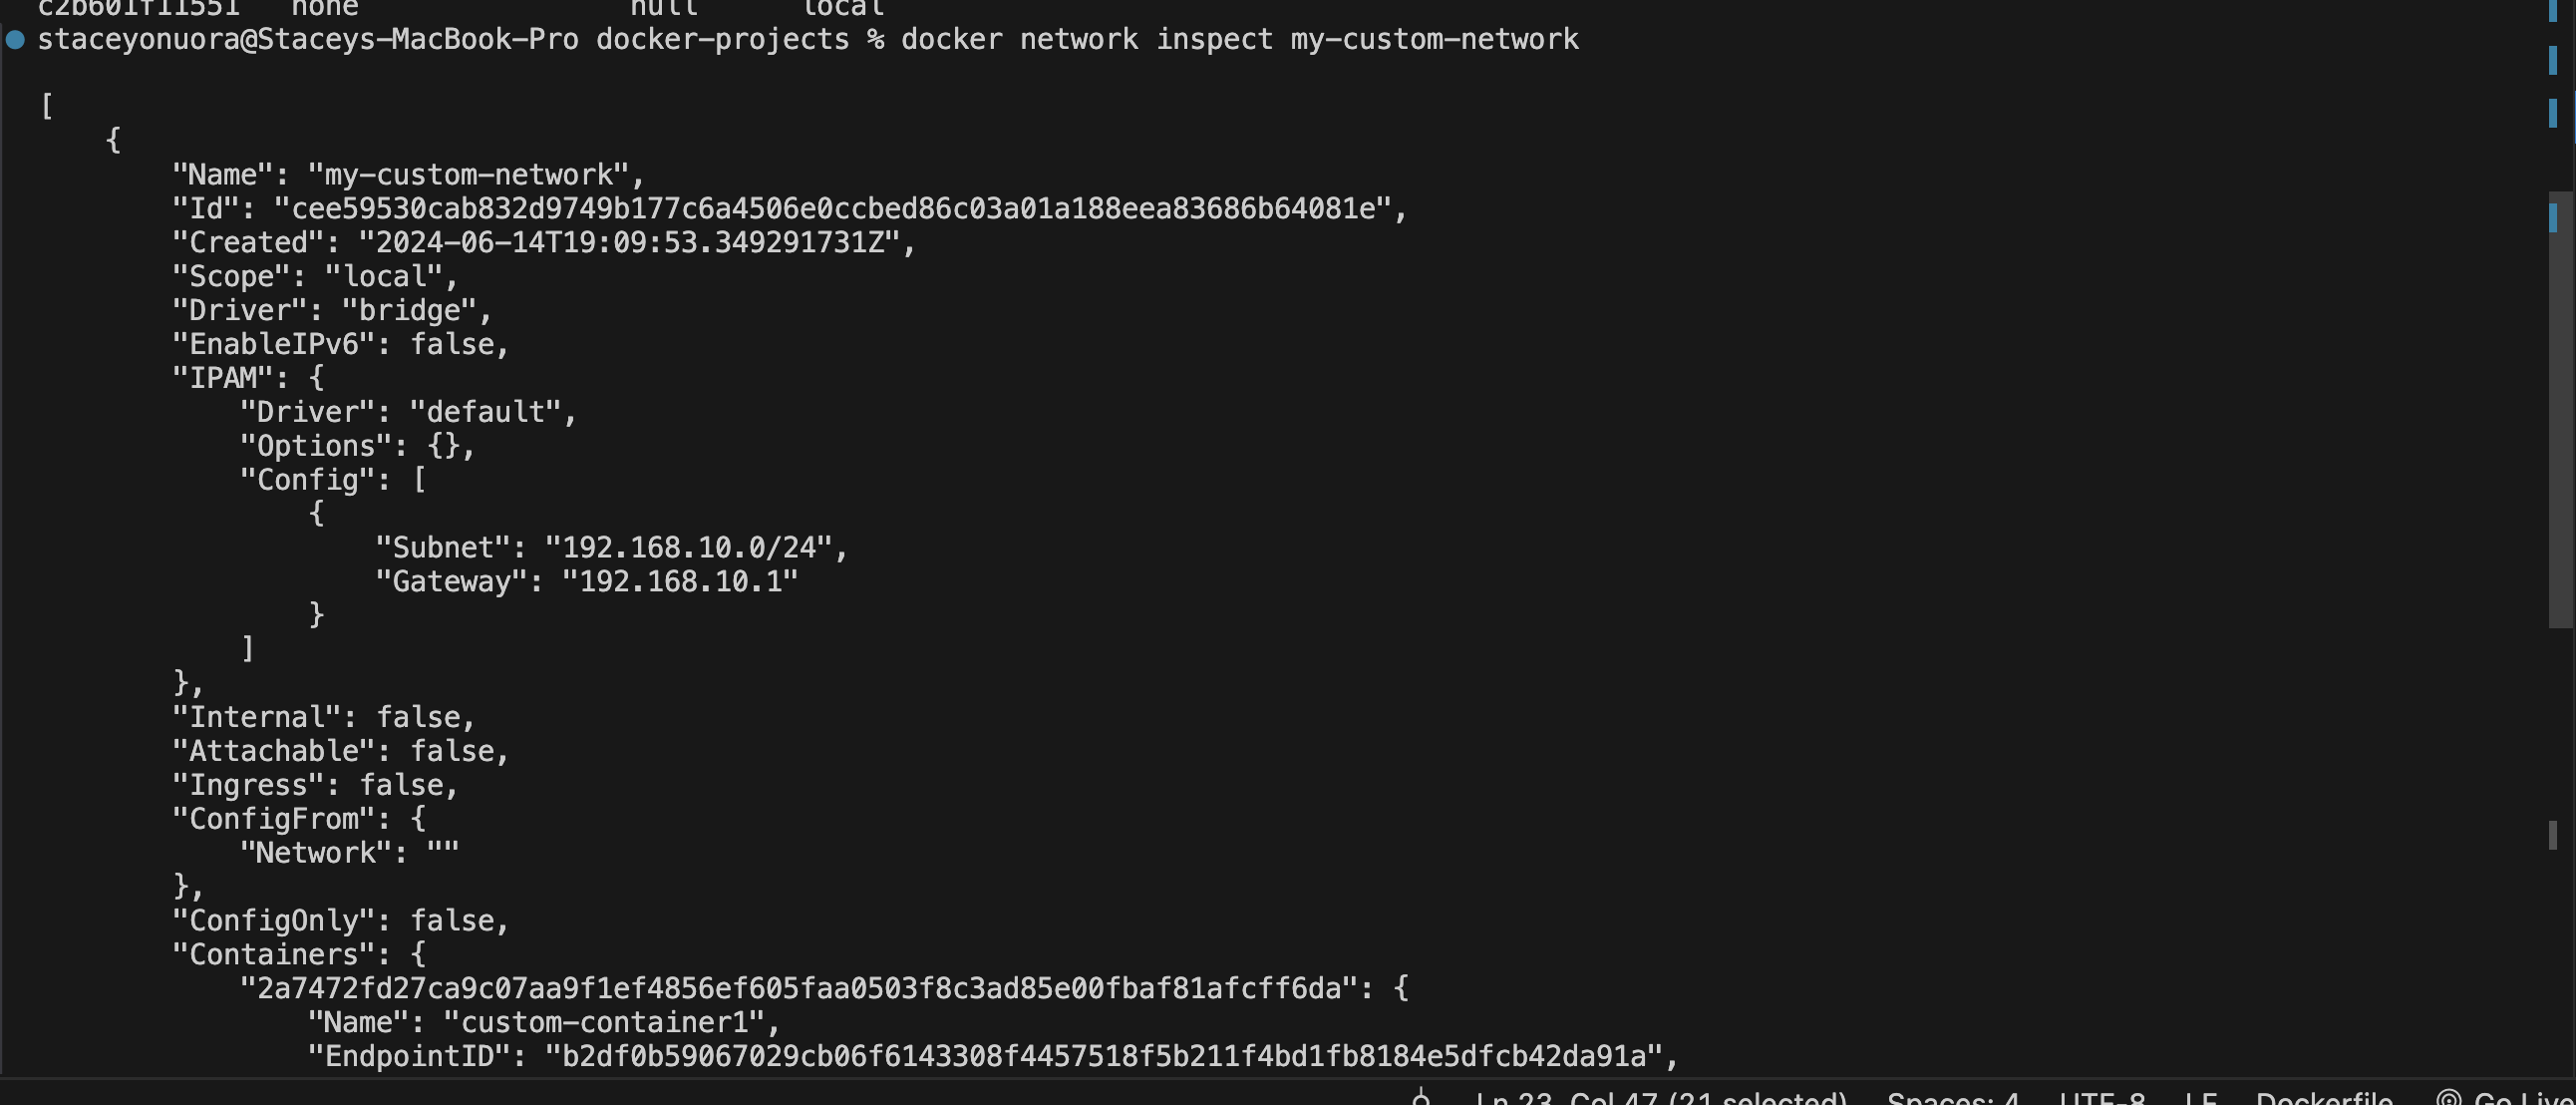 c2b601f11551   none                null      local
staceyonuora@Staceys-MacBook-Pro docker-projects % docker network inspect my-custom-network
[
    {
        "Name": "my-custom-network",
        "Id": "cee59530cab832d9749b177c6a4506e0ccbed86c03a01a188eea83686b64081e",
        "Created": "2024-06-14T19:09:53.349291731Z",
        "Scope": "local",
        "Driver": "bridge",
        "EnableIPv6": false,
        "IPAM": {
            "Driver": "default",
            "Options": {},
            "Config": [
                {
                    "Subnet": "192.168.10.0/24",
                    "Gateway": "192.168.10.1"
                }
            ]
        },
        "Internal": false,
        "Attachable": false,
        "Ingress": false,
        "ConfigFrom": {
            "Network": ""
        },
        "ConfigOnly": false,
        "Containers": {
            "2a7472fd27ca9c07aa9f1ef4856ef605faa0503f8c3ad85e00fbaf81afcff6da": {
                "Name": "custom-container1",
                "EndpointID": "b2df0b59067029cb06f6143308f4457518f5b211f4bd1fb8184e5dfcb42da91a",
Ln 23, Col 47 (21 selected)   Spaces: 4   UTF-8   LF   Dockerfile   Go Live